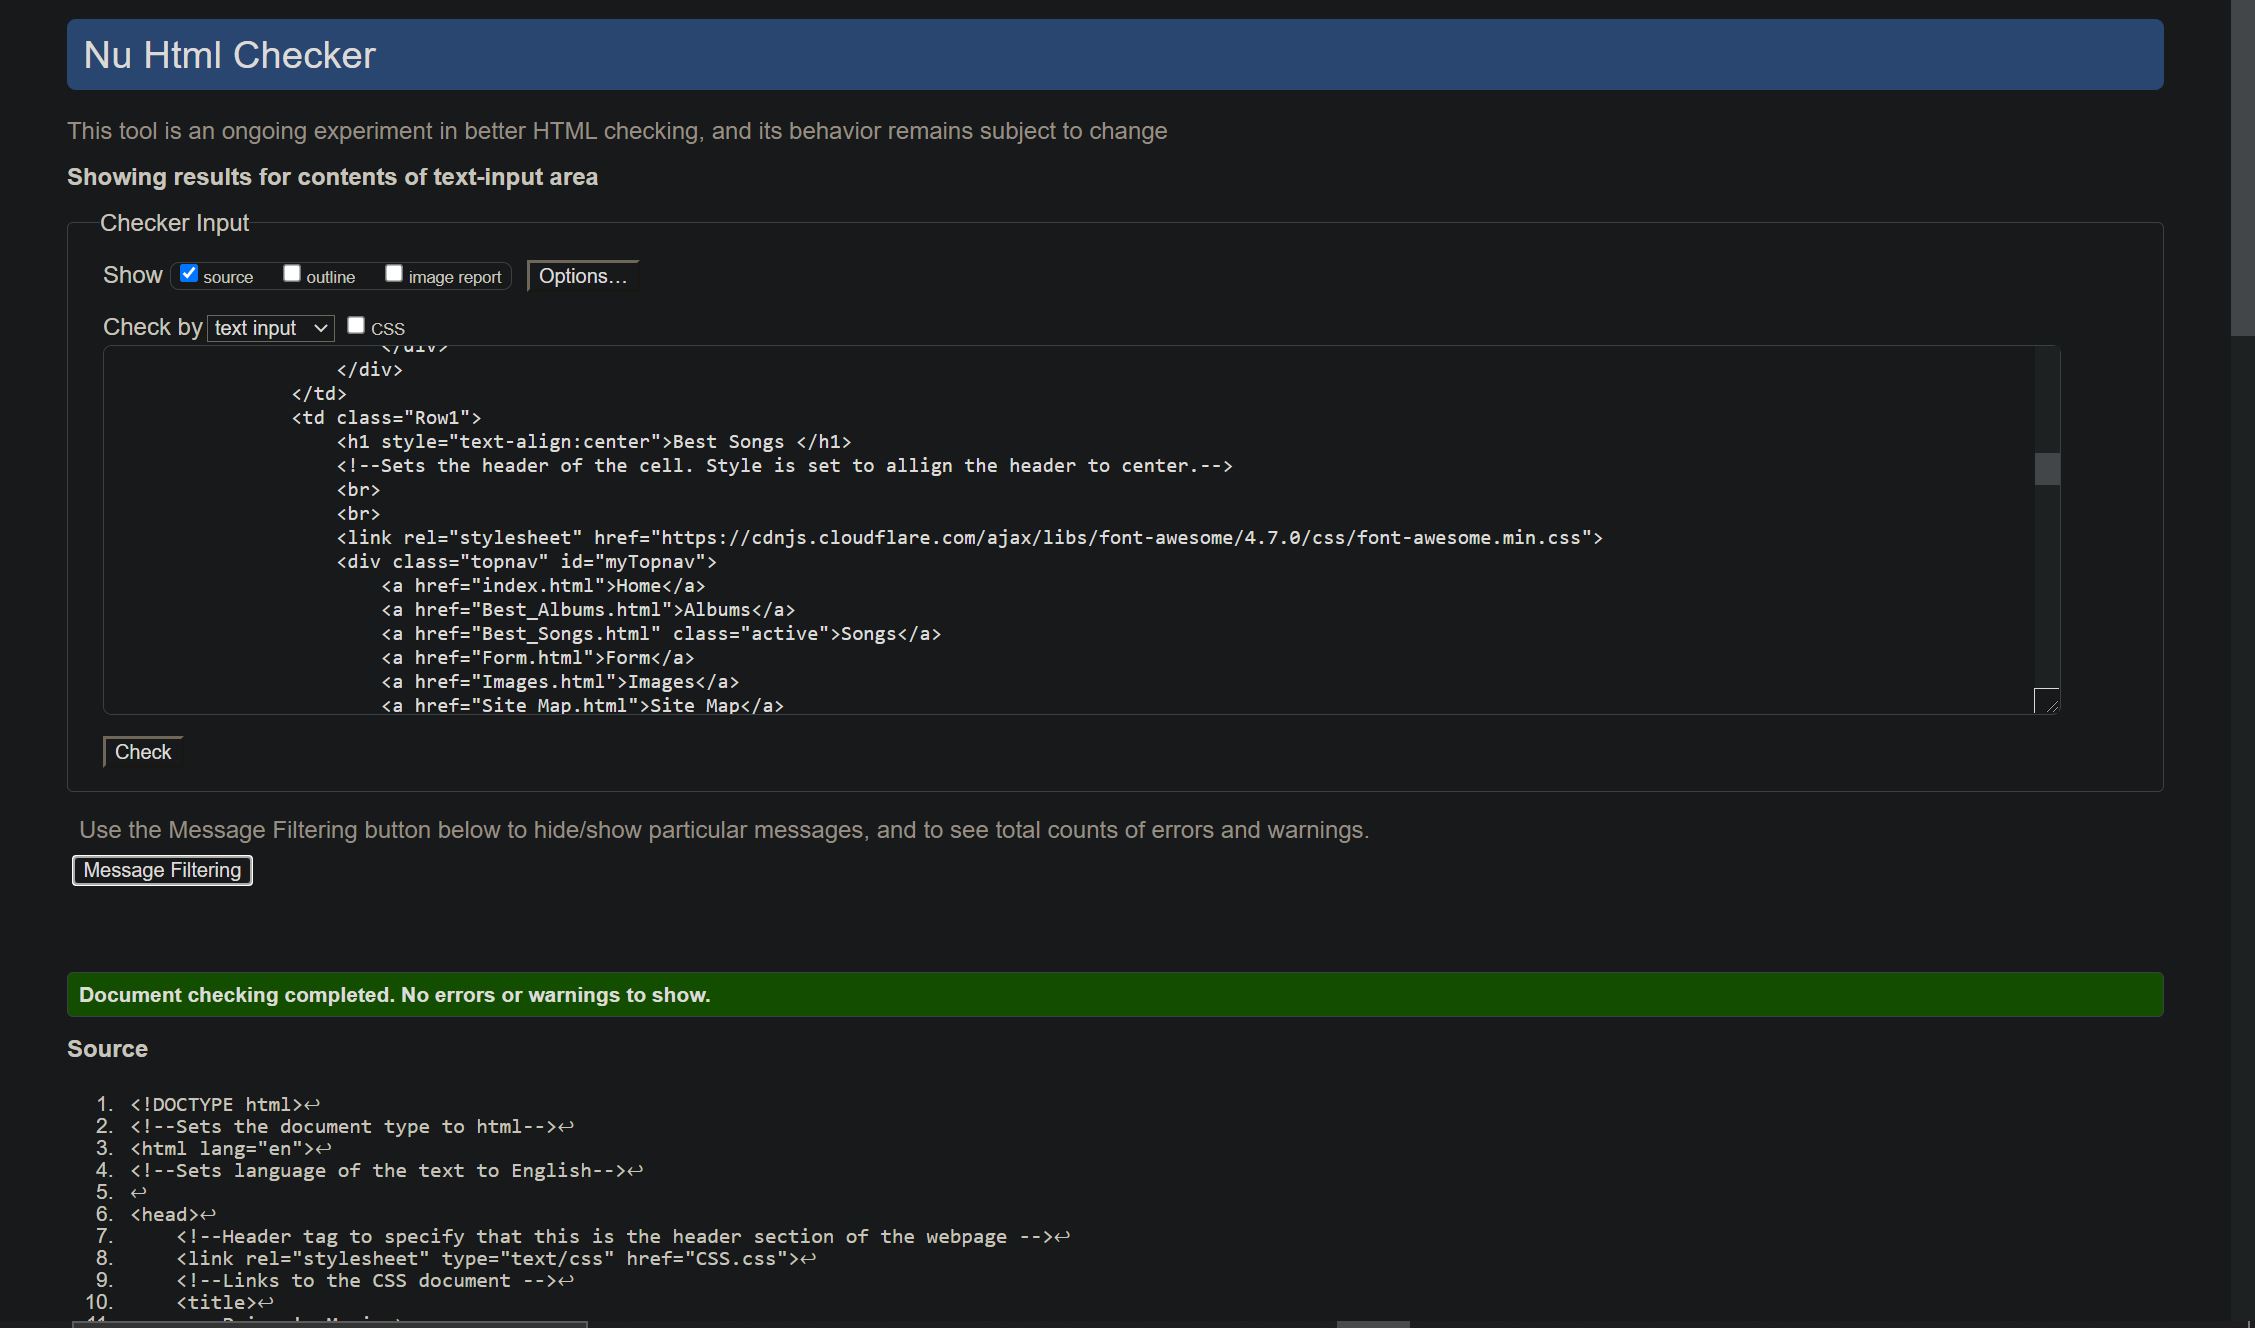 Nu Html Checker
This tool is an ongoing experiment in better HTML checking, and its behavior remains subject to change
Showing results for contents of text-input area
Checker Input
Show source outline image report Options...
Check by text input CSS
</div>
</div>
</td>
<td class="Row1">
<h1 style="text-align:center">Best Songs </h1>
<!--Sets the header of the cell. Style is set to allign the header to center.-->
<br>
<br>
<link rel="stylesheet" href="https://cdnjs.cloudflare.com/ajax/libs/font-awesome/4.7.0/css/font-awesome.min.css">
<div class="topnav" id="myTopnav">
<a href="index.html">Home</a>
<a href="Best_Albums.html">Albums</a>
<a href="Best_Songs.html" class="active">Songs</a>
<a href="Form.html">Form</a>
<a href="Images.html">Images</a>
<a href="Site Map.html">Site Map</a>
Check
Use the Message Filtering button below to hide/show particular messages, and to see total counts of errors and warnings.
Message Filtering
Document checking completed. No errors or warnings to show.
Source
1. <!DOCTYPE html>↩
2. <!--Sets the document type to html-->↩
3. <html lang="en">↩
4. <!--Sets language of the text to English-->↩
5. ↩
6. <head>↩
7. <!--Header tag to specify that this is the header section of the webpage -->↩
8. <link rel="stylesheet" type="text/css" href="CSS.css">↩
9. <!--Links to the CSS document -->↩
10. <title>↩
11.